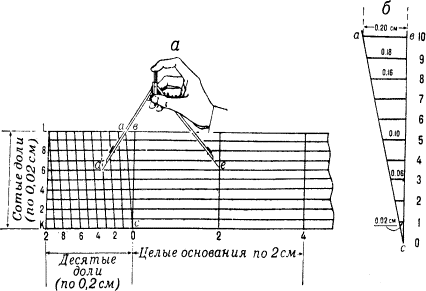 а
L
а в
8
6
4
2
K
d
e
c
2 8 6 4 2 0 2 4
Сотые доли
(по 0,02 см)
Десятые
доли
(по 0,2 см)
Целые основания по 2 см
б
a
0.20 см
в
10
0.18
9
0.16
8
7
6
0.10
5
4
0.06
3
2
0.02 см
1
c
0